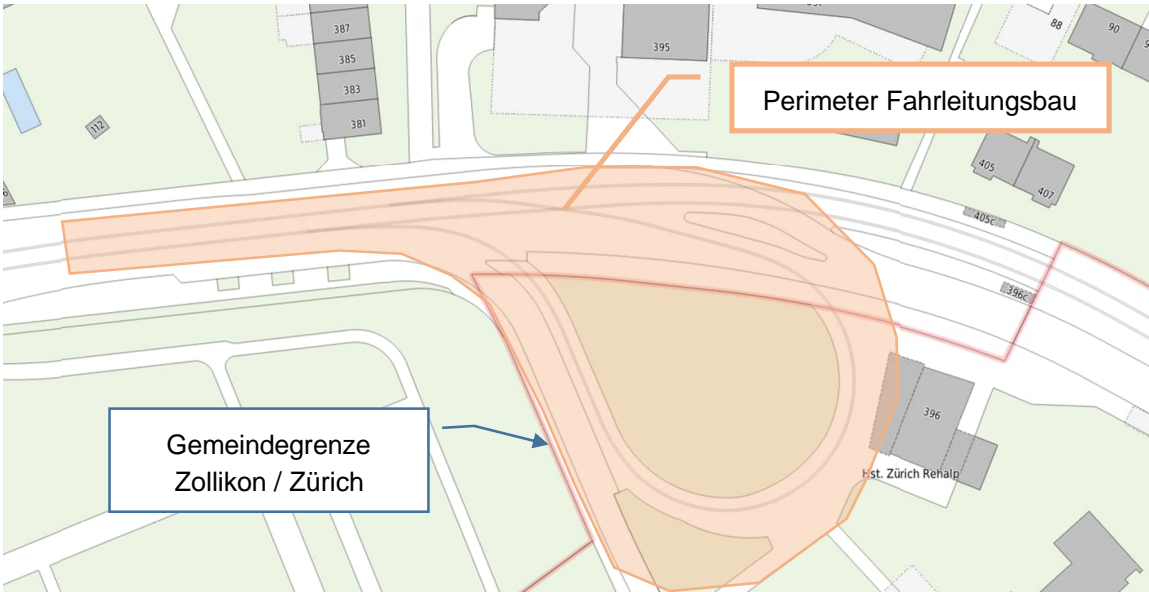 387
385
383
381
112
395
88
90
Perimeter Fahrleitungsbau
405
407
405c
396c
396
Hst. Zürich Rehalp
Gemeindegrenze
Zollikon / Zürich